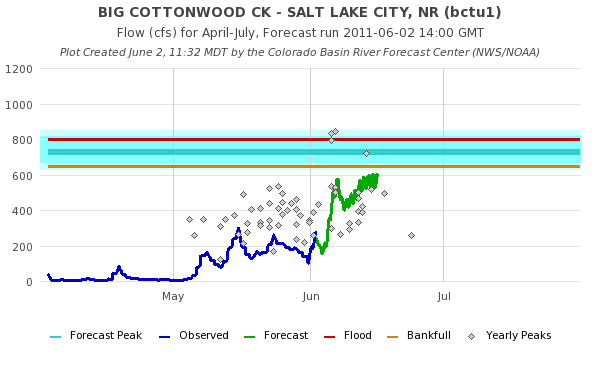 BIG COTTONWOOD CK - SALT LAKE CITY, NR (bctu1)
Flow (cfs) for April-July, Forecast run 2011-06-02 14:00 GMT
Plot Created June 2, 11:32 MDT by the Colorado Basin River Forecast Center (NWS/NOAA)
1200
1000
800
600
400
200
0
May Jun Jul
Forecast Peak Observed Forecast Flood Bankfull Yearly Peaks